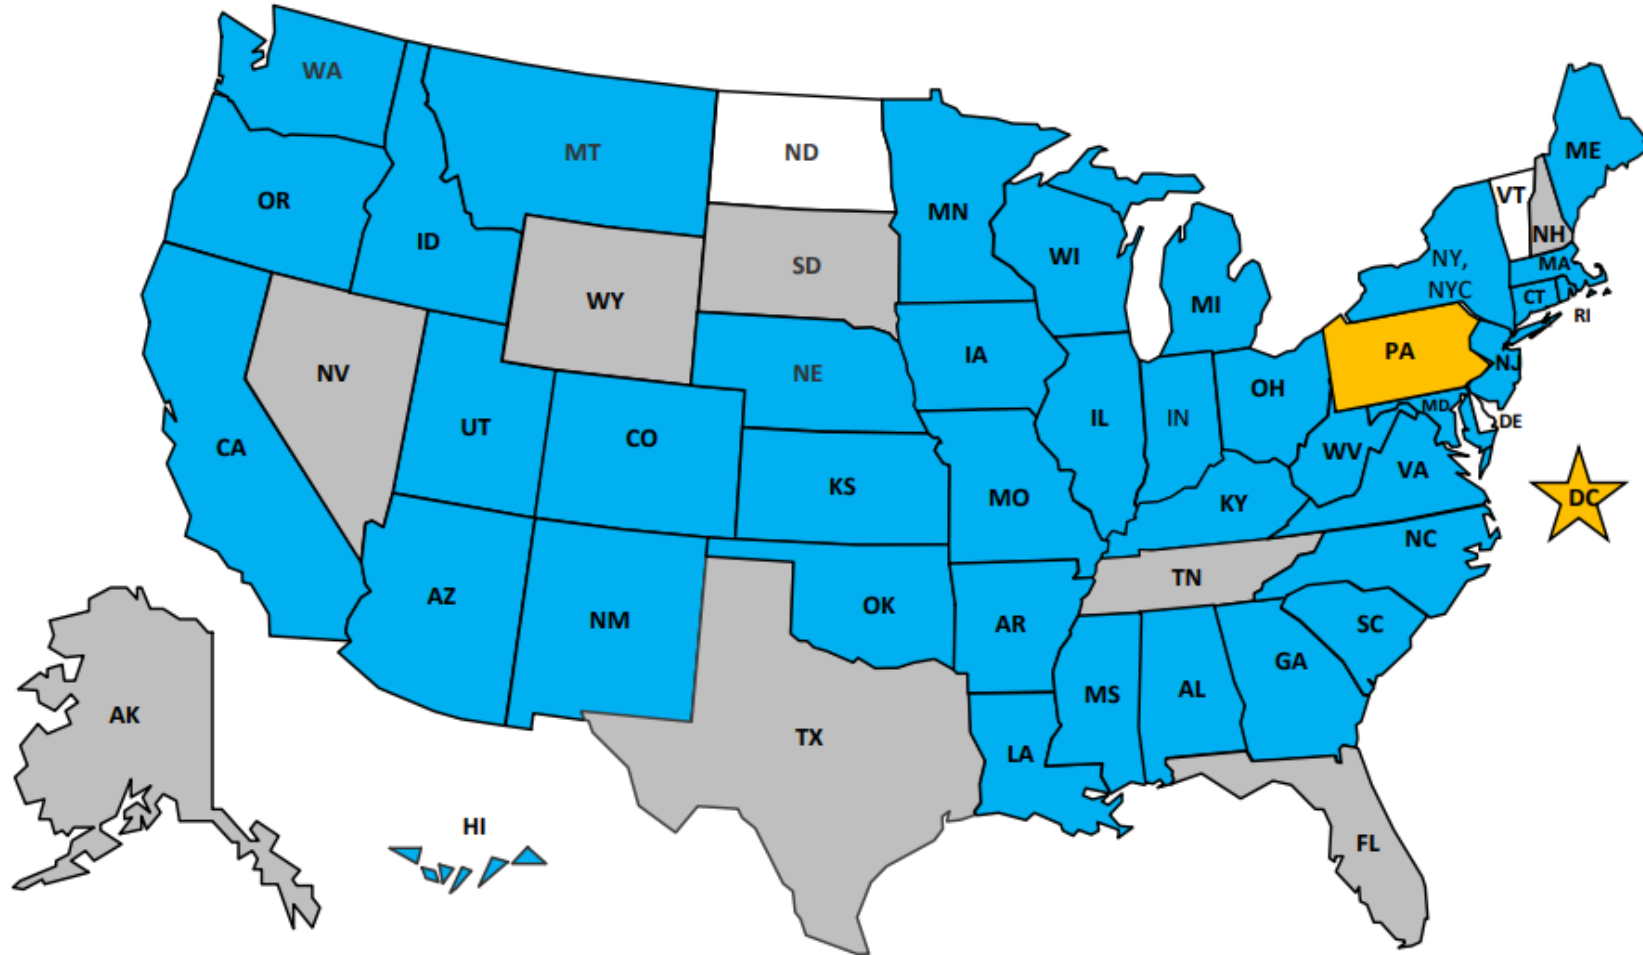 WA
MT
ND
ME
OR
MN
VT
NH
ID
WI
SD
NY,
NYC
MA
WY
MI
CT
RI
IA
PA
NV
NE
NJ
OH
MD
DE
UT
CO
IL
IN
CA
WV
VA
KS
MO
KY
DC
NC
TN
AZ
OK
NM
AR
SC
GA
AK
MS
AL
TX
LA
HI
FL